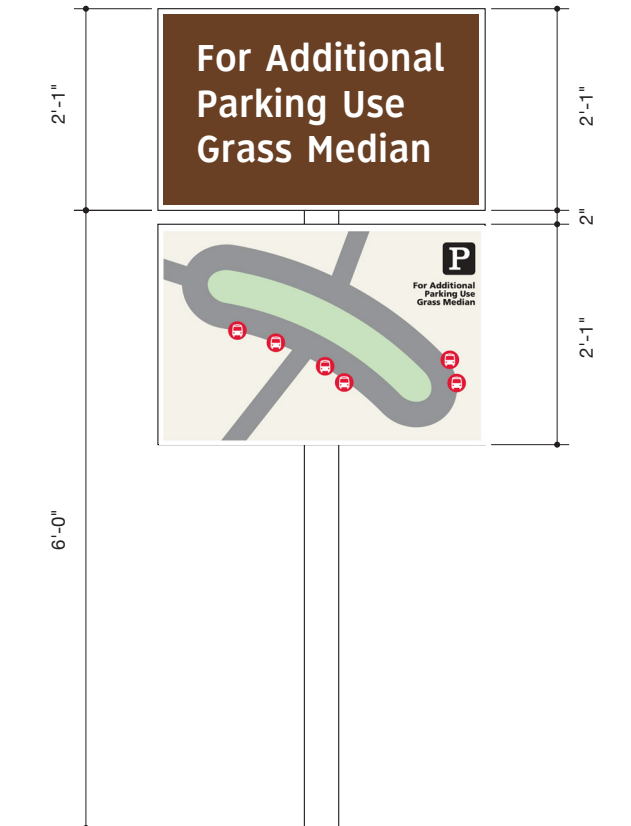 For Additional
Parking Use
Grass Median
2'-1"
2'-1"
2"
P
For Additional
Parking Use
Grass Median
2'-1"
6'-0"